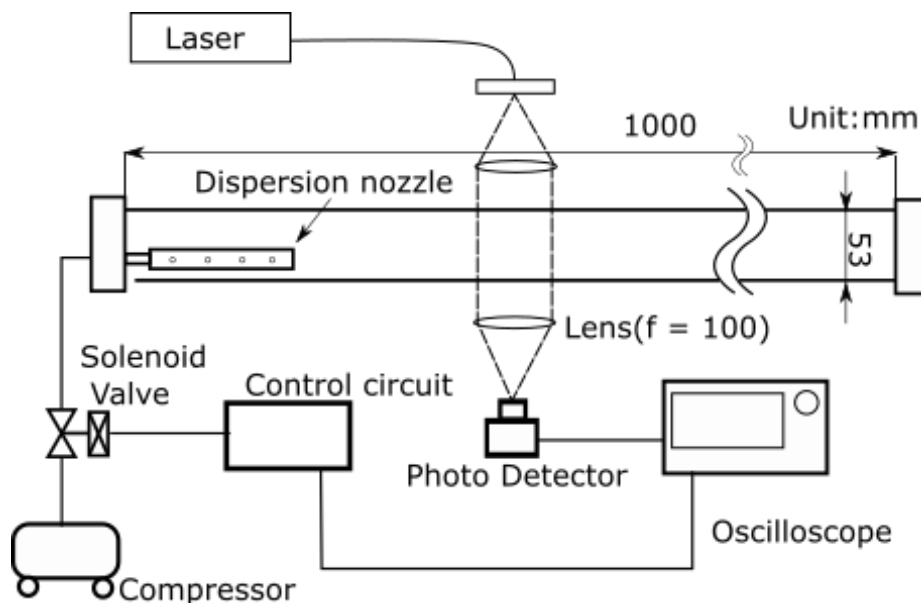 Laser
1000
Unit:mm
Dispersion nozzle
53
Lens(f = 100)
Solenoid
Valve
Control circuit
Photo Detector
Oscilloscope
Compressor